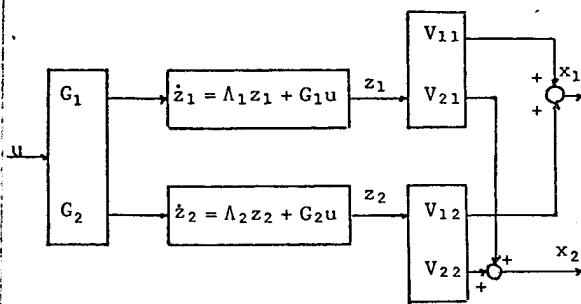 V₁₁
x₁
G₁
ż₁ = Λ₁z₁ + G₁u
z₁
V₂₁
+
+
u
G₂
ż₂ = Λ₂z₂ + G₂u
z₂
V₁₂
V₂₂
+
+
x₂